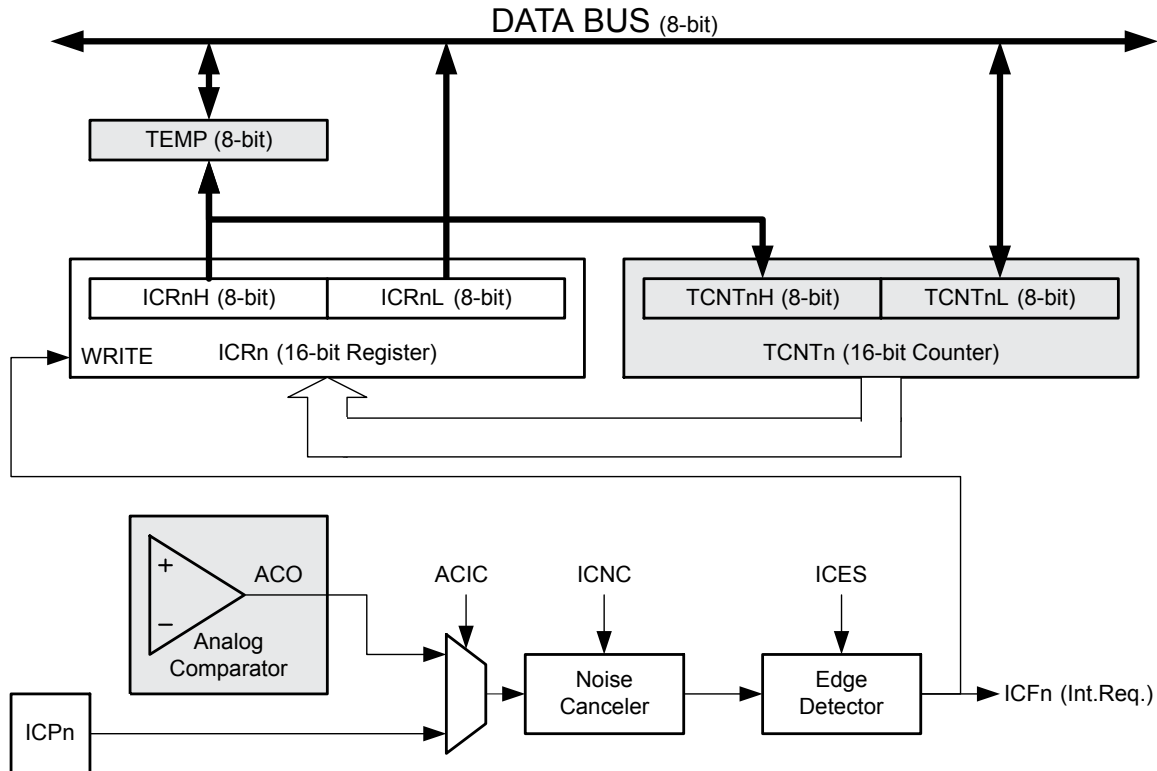 DATA BUS (8-bit)
TEMP (8-bit)
ICRnH (8-bit)
ICRnL (8-bit)
TCNTnH (8-bit)
TCNTnL (8-bit)
WRITE
ICRn (16-bit Register)
TCNTn (16-bit Counter)
+
−
ACO
Analog
Comparator
ACIC
ICNC
ICES
Noise
Canceler
Edge
Detector
ICFn (Int.Req.)
ICPn